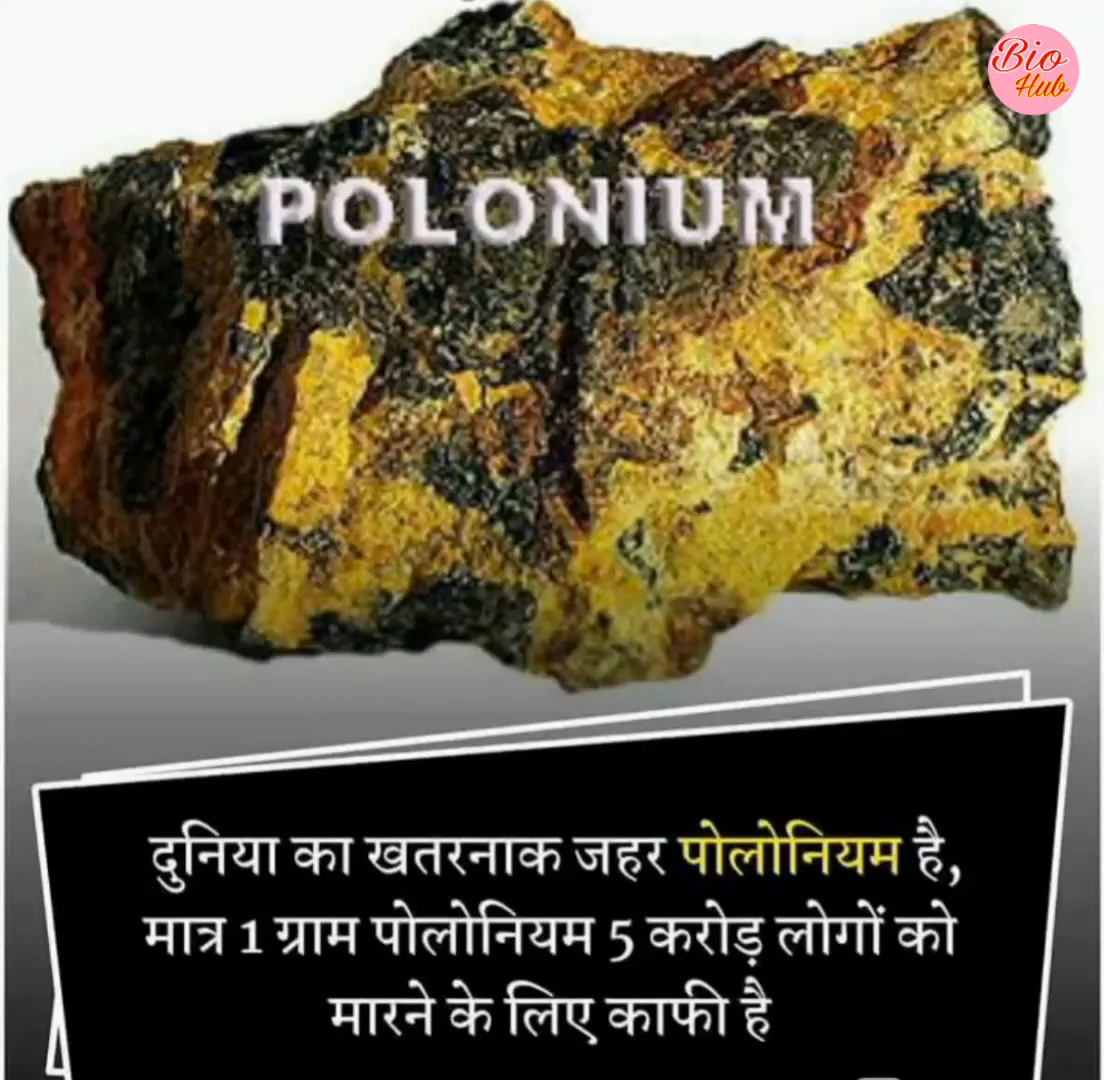 Bio
Hub
POLONIUM
दुनिया का खतरनाक जहर पोलोनियम है,
मात्र 1 ग्राम पोलोनियम 5 करोड़ लोगों को
मारने के लिए काफी है